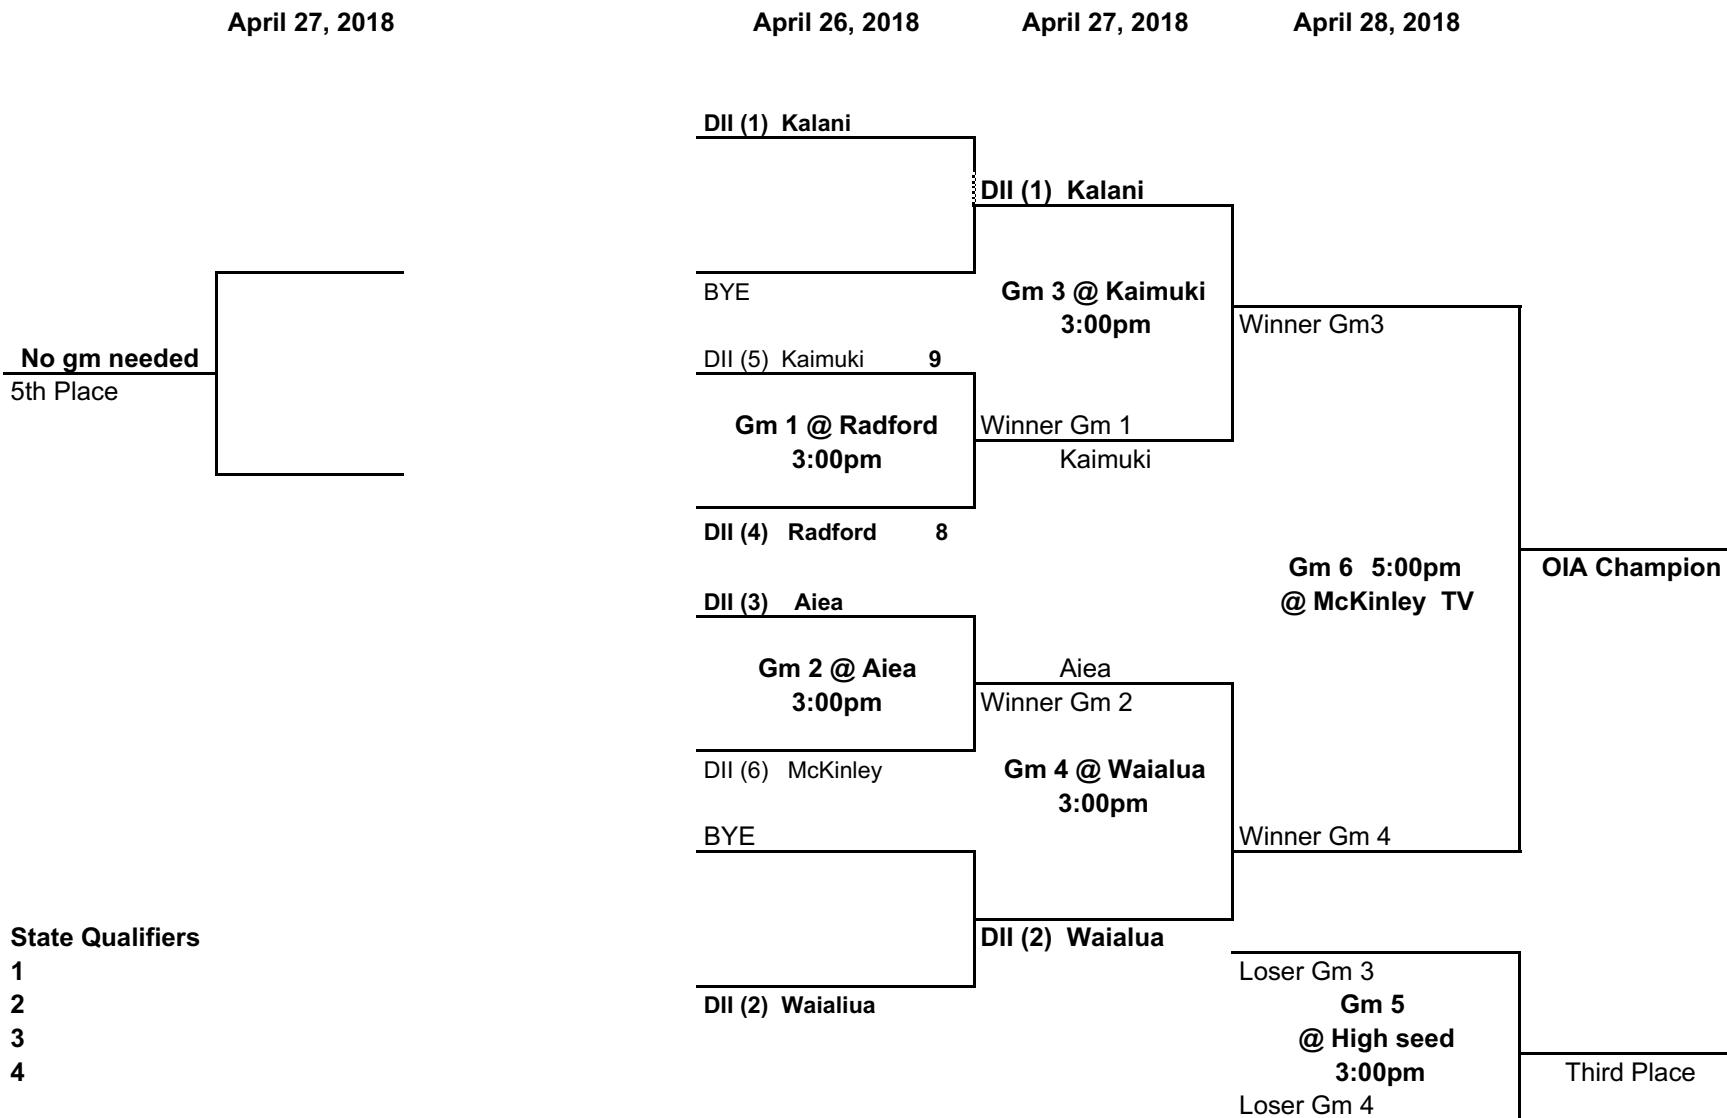 April 27, 2018 April 26, 2018 April 27, 2018 April 28, 2018
DII (1) Kalani
DII (1) Kalani
BYE Gm 3 @ Kaimuki
3:00pm Winner Gm3
No gm needed DII (5) Kaimuki 9
5th Place
Gm 1 @ Radford Winner Gm 1
3:00pm Kaimuki
DII (4) Radford 8
Gm 6 5:00pm OIA Champion
DII (3) Aiea @ McKinley TV
Gm 2 @ Aiea Aiea
3:00pm Winner Gm 2
DII (6) McKinley Gm 4 @ Waialua
3:00pm
BYE Winner Gm 4
State Qualifiers DII (2) Waialua
1 Loser Gm 3
2 DII (2) Waialiua Gm 5
3 @ High seed
4 3:00pm Third Place
Loser Gm 4